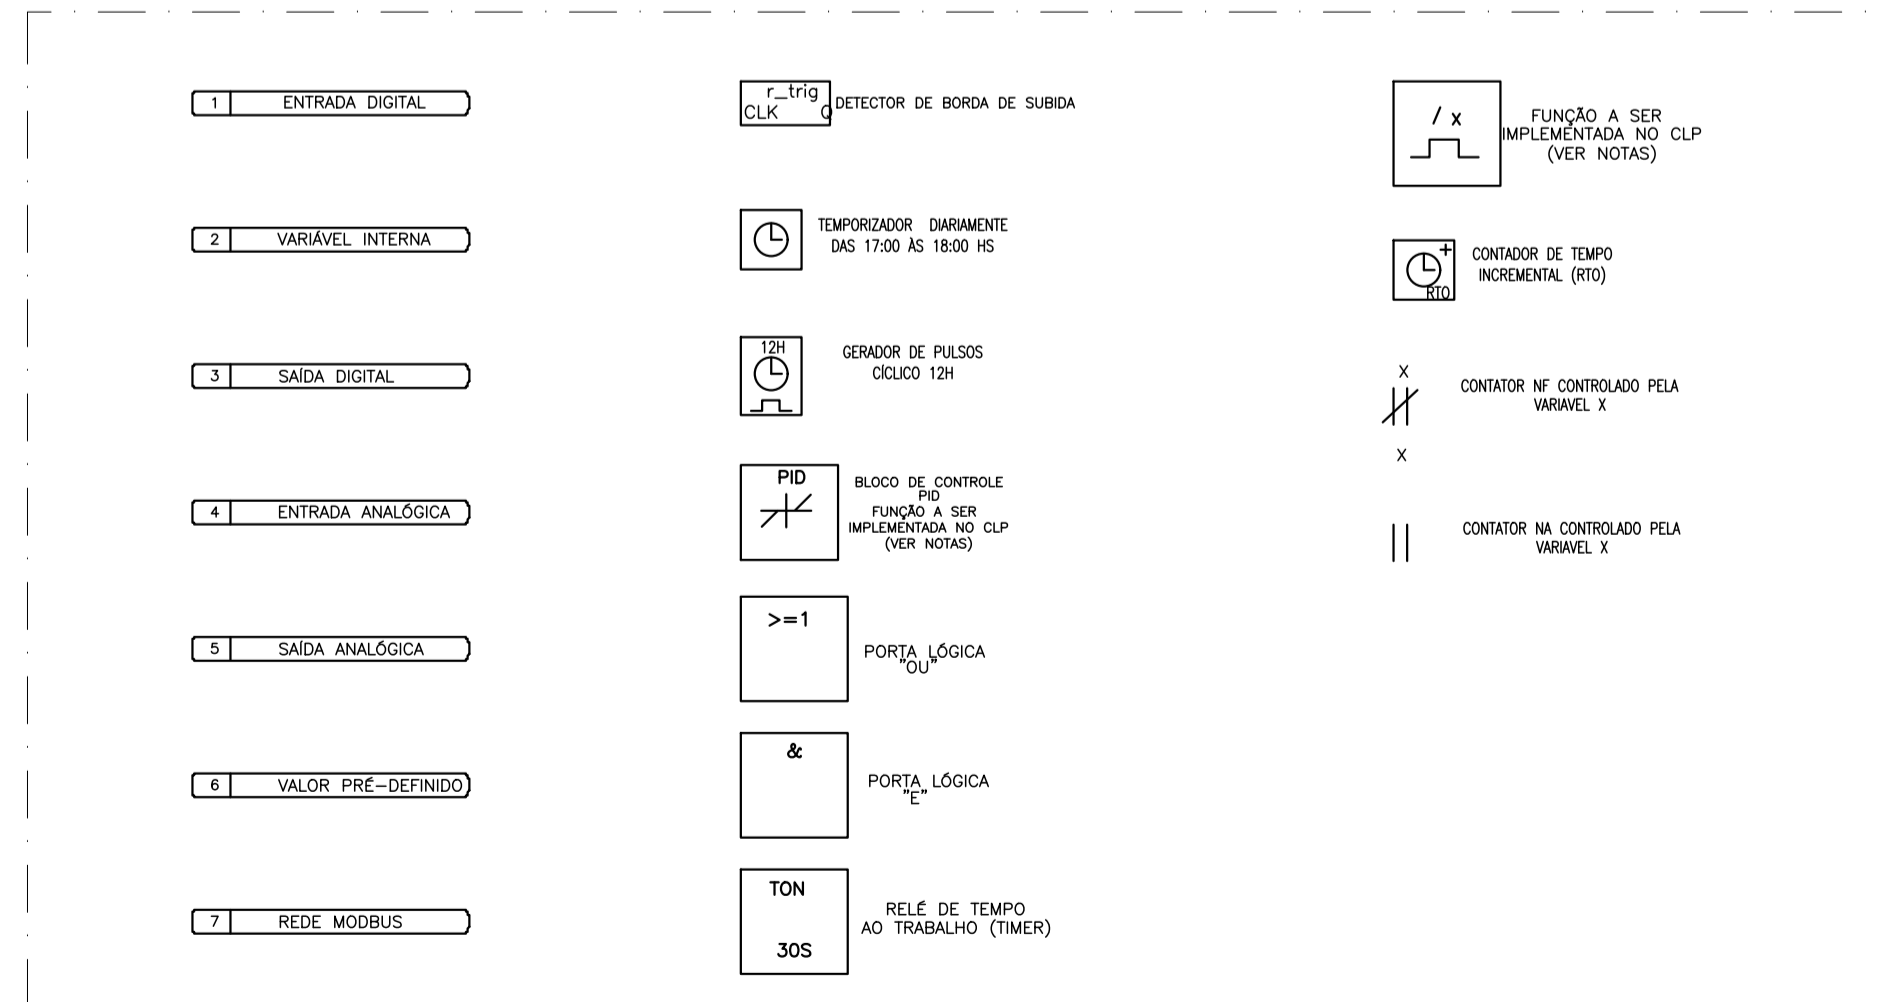 1 ENTRADA DIGITAL
2 VARIÁVEL INTERNA
3 SAÍDA DIGITAL
4 ENTRADA ANALÓGICA
5 SAÍDA ANALÓGICA
6 VALOR PRÉ-DEFINIDO
7 REDE MODBUS
r_trig
CLK Q
DETECTOR DE BORDA DE SUBIDA
TEMPORIZADOR DIARIAMENTE
DAS 17:00 ÀS 18:00 HS
12H
GERADOR DE PULSOS
CÍCLICO 12H
PID
BLOCO DE CONTROLE
PID
FUNÇÃO A SER
IMPLEMENTADA NO CLP
(VER NOTAS)
>=1
PORTA LÓGICA
"OU"
&
PORTA LÓGICA
"E"
TON
30S
RELÉ DE TEMPO
AO TRABALHO (TIMER)
/ x
FUNÇÃO A SER
IMPLEMENTADA NO CLP
(VER NOTAS)
+
RTO
CONTADOR DE TEMPO
INCREMENTAL (RTO)
X
CONTATOR NF CONTROLADO PELA
VARIAVEL X
X
CONTATOR NA CONTROLADO PELA
VARIAVEL X